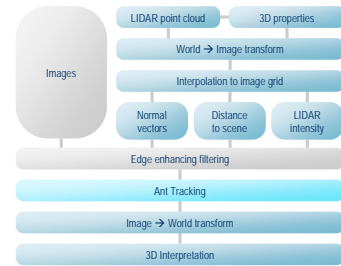 LIDAR point cloud
3D properties
World → Image transform
Images
Interpolation to image grid
Normal
vectors
Distance
to scene
LIDAR
intensity
Edge enhancing filtering
Ant Tracking
Image → World transform
3D Interpretation